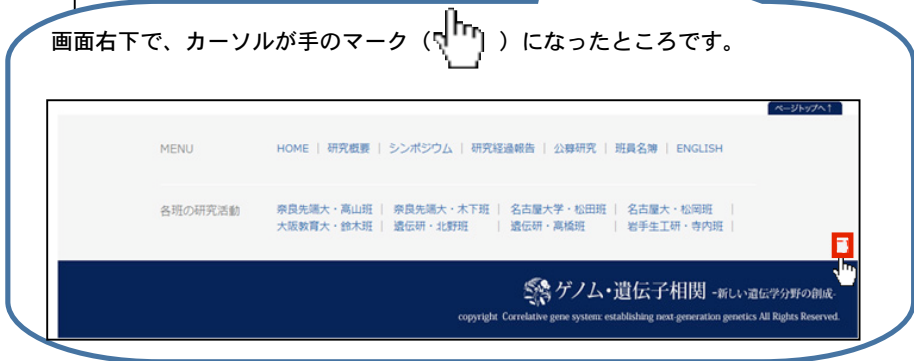 画面右下で、カーソルが手のマーク（ ）になったところです。
ページトップへ↑
MENU HOME | 研究概要 | シンポジウム | 研究経過報告 | 公募研究 | 班員名簿 | ENGLISH
各班の研究活動 奈良先端大・高山班 | 奈良先端大・木下班 | 名古屋大学・松田班 | 名古屋大・松岡班 |
大阪教育大・鈴木班 | 遺伝研・北野班 | 遺伝研・高橋班 | 岩手生工研・寺内班 |
ゲノム・遺伝子相関 -新しい遺伝学分野の創成-
copyright Correlative gene system: establishing next-generation genetics All Rights Reserved.